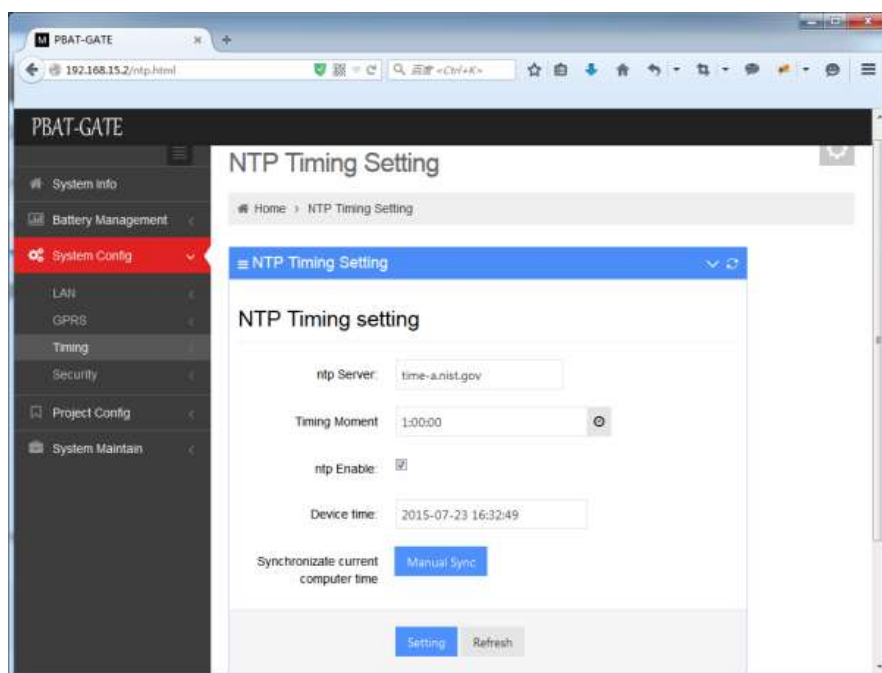 PBAT-GATE
192.168.15.2/ntp.html
百度 <Ctrl+K>
PBAT-GATE
System Info
Battery Management
System Config
LAN
GPRS
Timing
Security
Project Config
System Maintain
NTP Timing Setting
Home > NTP Timing Setting
NTP Timing Setting
NTP Timing setting
ntp Server: time-a.nist.gov
Timing Moment 1:00:00
ntp Enable:
Device time: 2015-07-23 16:32:49
Synchronizate current
computer time
Manual Sync
Setting Refresh